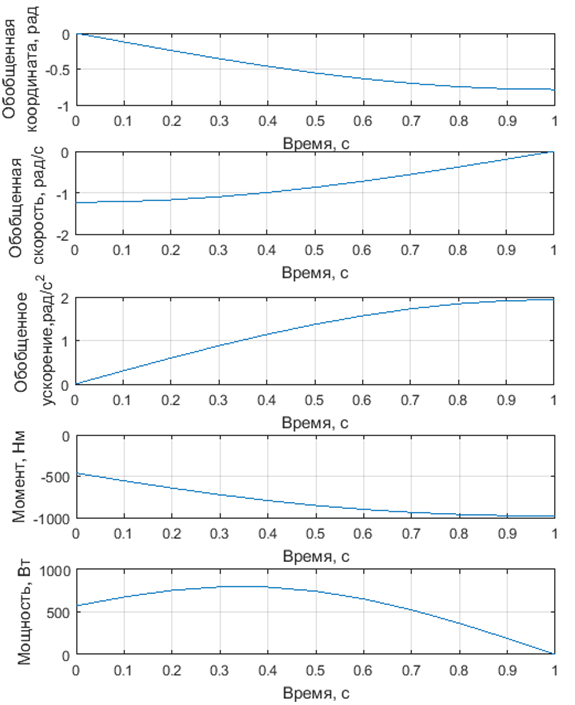 Обобщенная
координата, рад
0
-0.5
-1
0 0.1 0.2 0.3 0.4 0.5 0.6 0.7 0.8 0.9 1
Время, с
Обобщенная
скорость, рад/с
0
-1
-2
0 0.1 0.2 0.3 0.4 0.5 0.6 0.7 0.8 0.9 1
Время, с
Обобщенное
ускорение,рад/с²
2
1
0
0 0.1 0.2 0.3 0.4 0.5 0.6 0.7 0.8 0.9 1
Время, с
Момент, Нм
0
-500
-1000
0 0.1 0.2 0.3 0.4 0.5 0.6 0.7 0.8 0.9 1
Время, с
Мощность, Вт
1000
500
0
0 0.1 0.2 0.3 0.4 0.5 0.6 0.7 0.8 0.9 1
Время, с